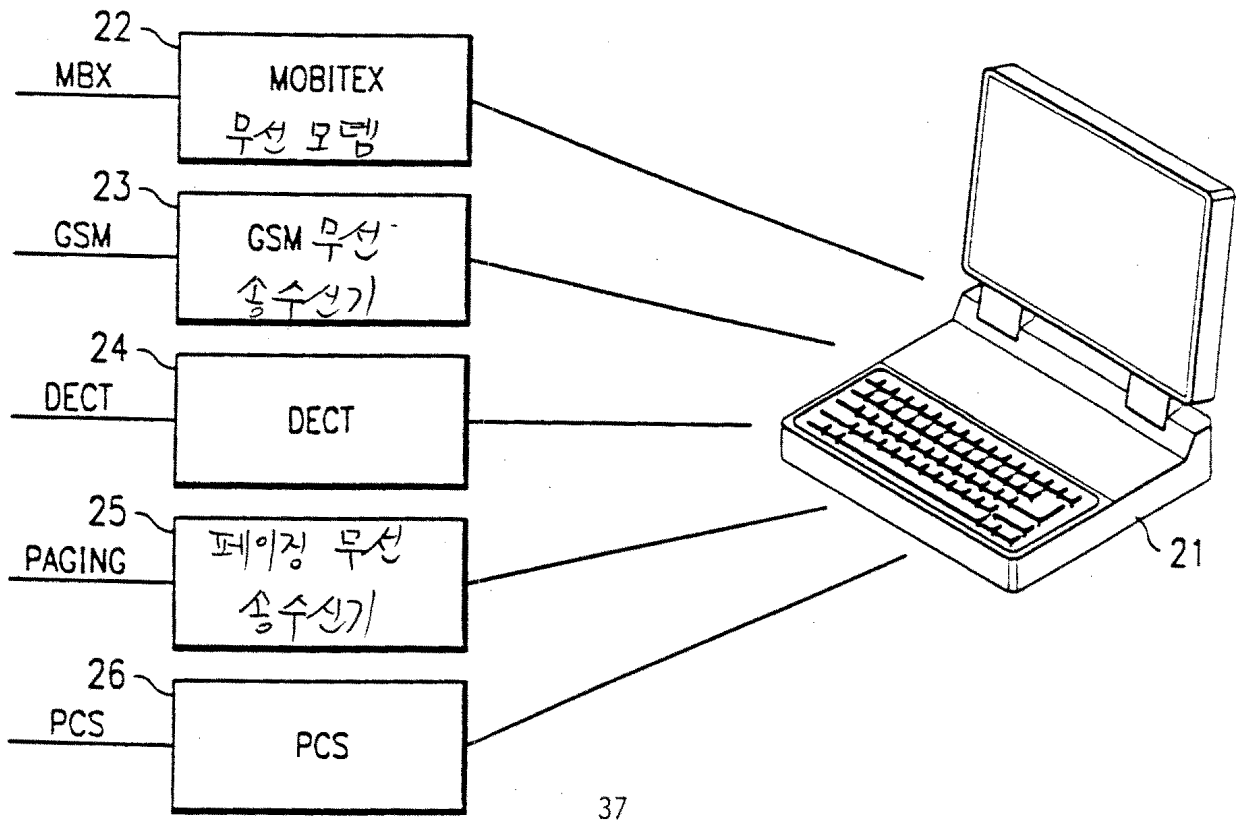 22
MBX
MOBITEX
무선 모뎀
23
GSM
GSM 무선
송수신기
24
DECT
DECT
25
PAGING
페이징 무선
송수신기
26
PCS
PCS
21
37